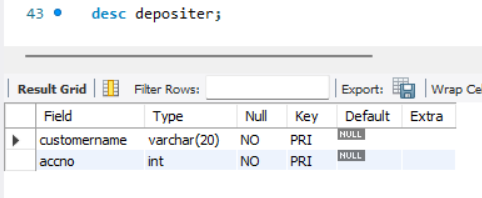 43 desc depositer;
Result Grid Filter Rows: Export: Wrap Ce
Field Type Null Key Default Extra
customername varchar(20) NO PRI NULL
accno int NO PRI NULL